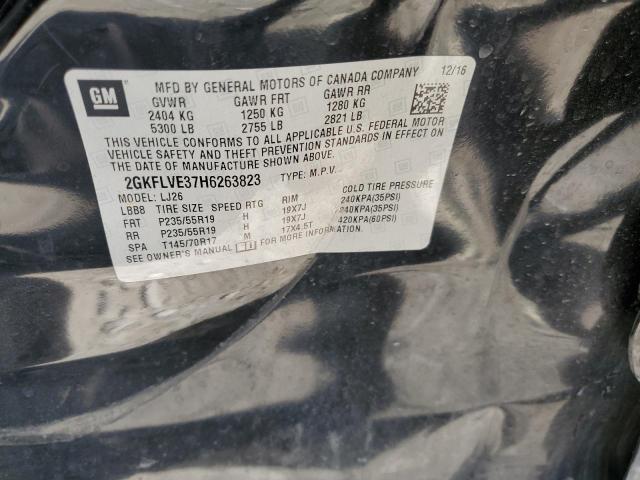 GM
MFD BY GENERAL MOTORS OF CANADA COMPANY 12/16
GVWR GAWR FRT GAWR RR
2404 KG 1250 KG 1280 KG
5300 LB 2755 LB 2821 LB
THIS VEHICLE CONFORMS TO ALL APPLICABLE U.S. FEDERAL MOTOR
VEHICLE SAFETY AND THEFT PREVENTION STANDARDS IN EFFECT ON
THE DATE OF MANUFACTURE SHOWN ABOVE.
2GKFLVE37H6263823 TYPE: M.P.V.
MODEL: LJ26
LBB8 TIRE SIZE SPEED RTG RIM COLD TIRE PRESSURE
FRT P235/55R19 H 19X7J 240KPA(35PSI)
RR P235/55R19 H 19X7J 240KPA(35PSI)
SPA T145/70R17 M 17X4.5T 420KPA(60PSI)
SEE OWNER'S MANUAL